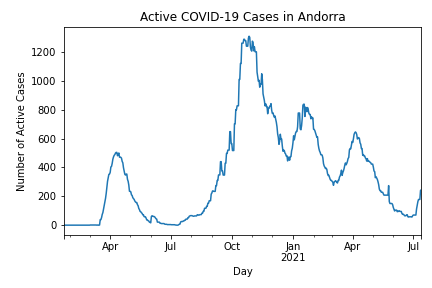 Active COVID-19 Cases in Andorra
Number of Active Cases
1200
1000
800
600
400
200
0
Apr
Jul
Oct
Jan
2021
Apr
Jul
Day